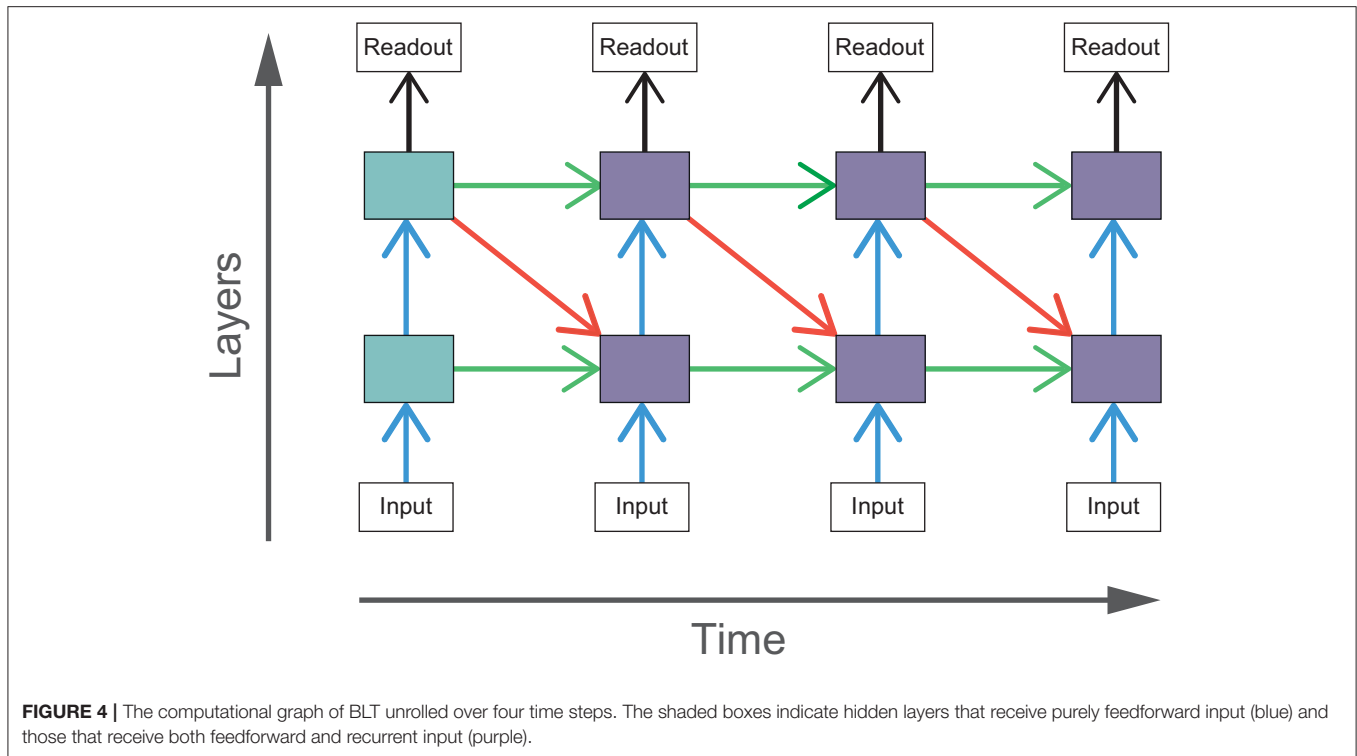 Readout Readout Readout Readout
Layers
Input Input Input Input
Time
FIGURE 4 | The computational graph of BLT unrolled over four time steps. The shaded boxes indicate hidden layers that receive purely feedforward input (blue) and
those that receive both feedforward and recurrent input (purple).